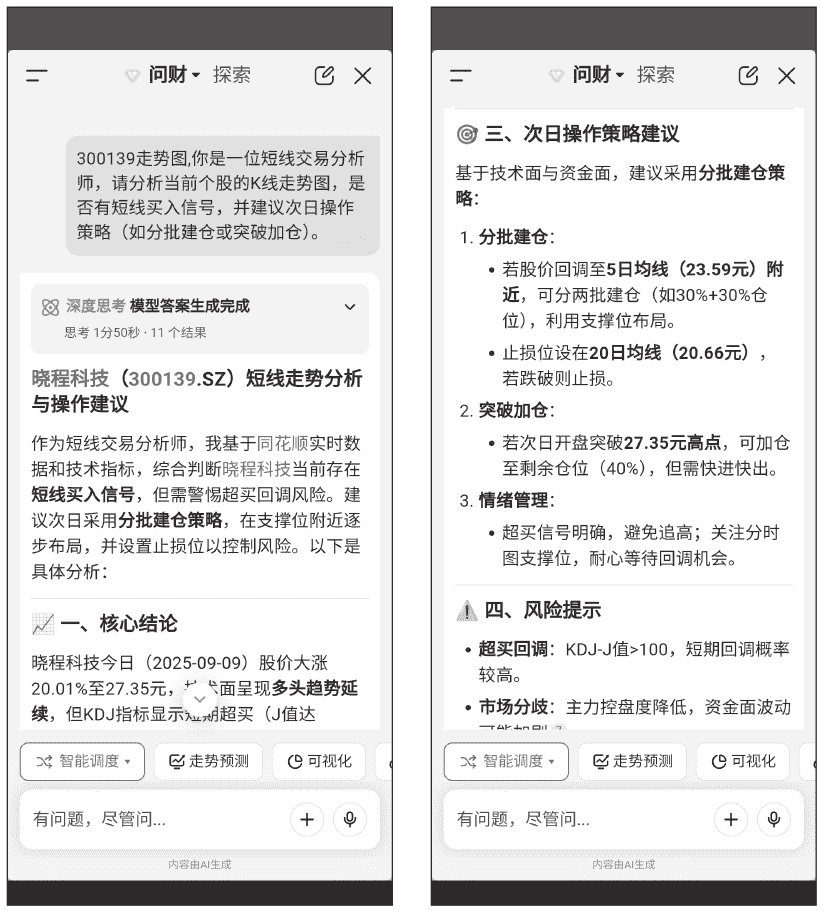 问财 探索
300139走势图,你是一位短线交易分析
师，请分析当前个股的K线走势图，是
否有短线买入信号，并建议次日操作
策略（如分批建仓或突破加仓）。
深度思考 模型答案生成完成
思考 1分50秒 · 11 个结果
晓程科技（300139.SZ）短线走势分析
与操作建议
作为短线交易分析师，我基于同花顺实时数
据和技术指标，综合判断晓程科技当前存在
短线买入信号，但需警惕超买回调风险。建
议次日采用分批建仓策略，在支撑位附近逐
步布局，并设置止损位以控制风险。以下是
具体分析：
一、核心结论
晓程科技今日（2025-09-09）股价大涨
20.01%至27.35元，技术面呈现多头趋势延
续，但KDJ指标显示短期超买（J值达
智能调度 走势预测 可视化
有问题，尽管问...
内容由AI生成
问财 探索
三、次日操作策略建议
基于技术面与资金面，建议采用分批建仓策
略：
1. 分批建仓：
• 若股价回调至5日均线（23.59元）附
近，可分两批建仓（如30%+30%仓
位），利用支撑位布局。
• 止损位设在20日均线（20.66元），
若跌破则止损。
2. 突破加仓：
• 若次日开盘突破27.35元高点，可加仓
至剩余仓位（40%），但需快进快出。
3. 情绪管理：
• 超买信号明确，避免追高；关注分时
图支撑位，耐心等待回调机会。
四、风险提示
• 超买回调：KDJ-J值>100，短期回调概率
较高。
• 市场分歧：主力控盘度降低，资金面波动
可能加剧
智能调度 走势预测 可视化
有问题，尽管问...
内容由AI生成